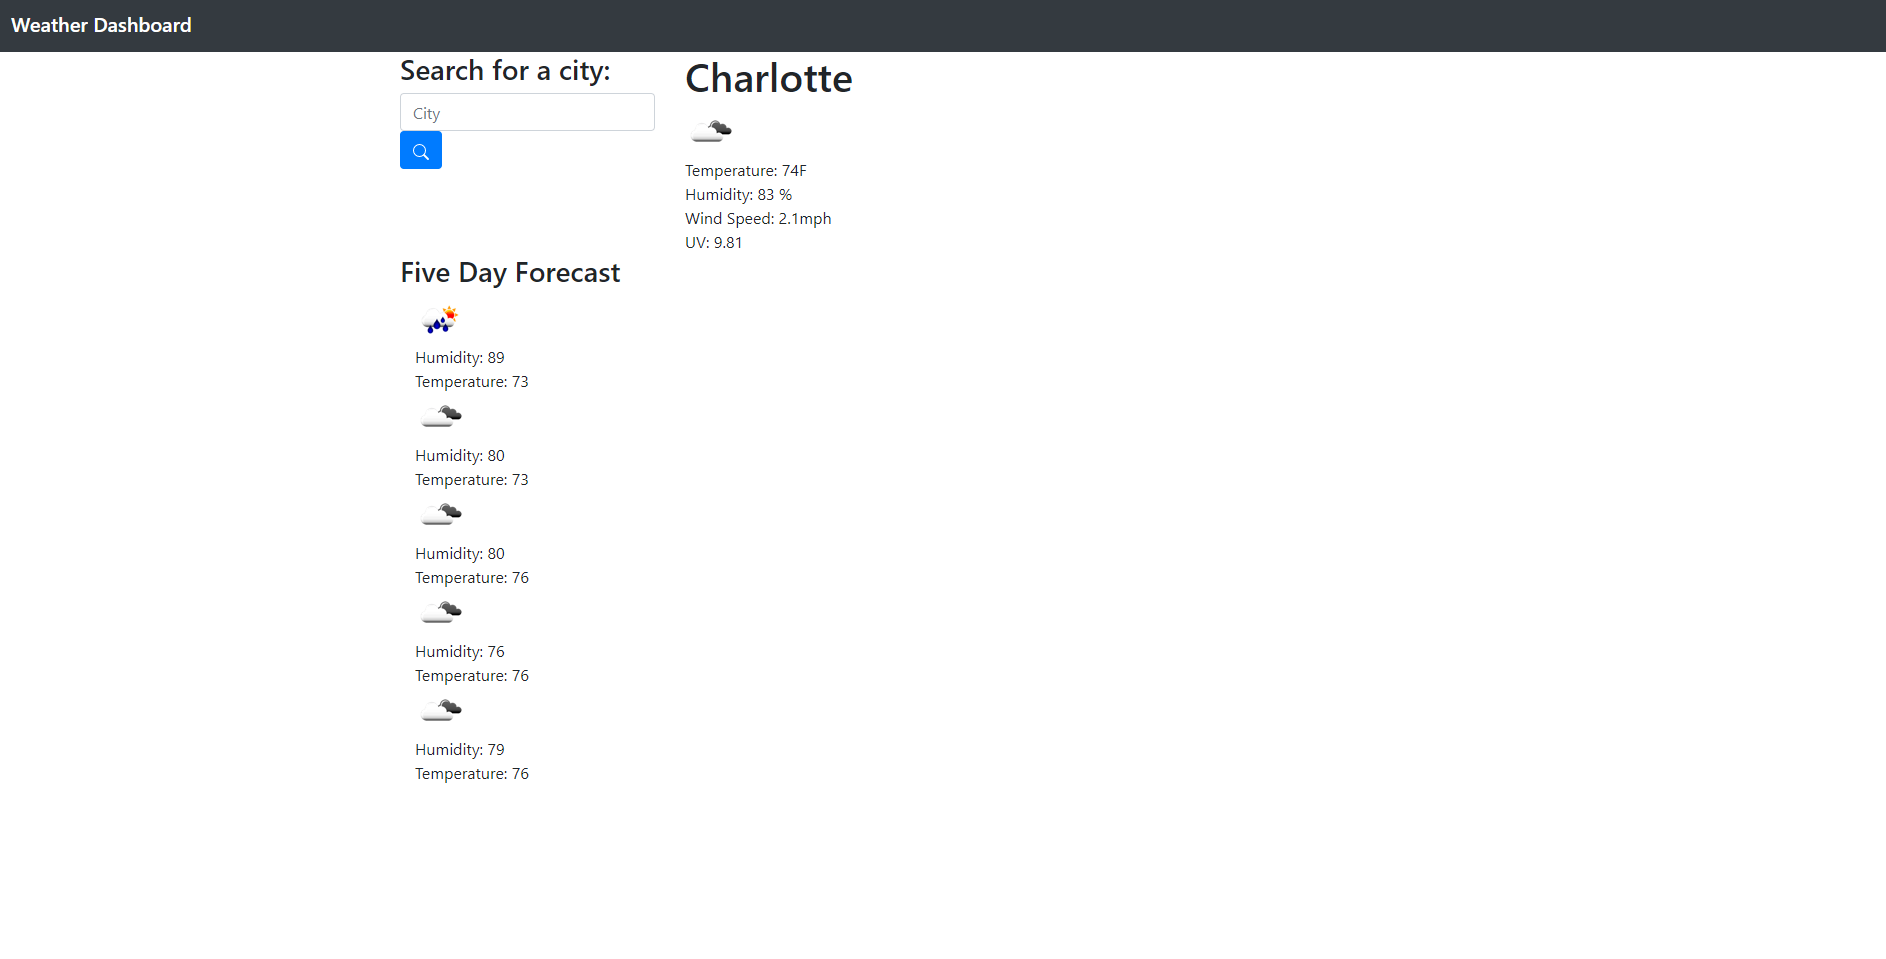 Weather Dashboard
Search for a city:
City
Charlotte
Temperature: 74F
Humidity: 83 %
Wind Speed: 2.1mph
UV: 9.81
Five Day Forecast
Humidity: 89
Temperature: 73
Humidity: 80
Temperature: 73
Humidity: 80
Temperature: 76
Humidity: 76
Temperature: 76
Humidity: 79
Temperature: 76